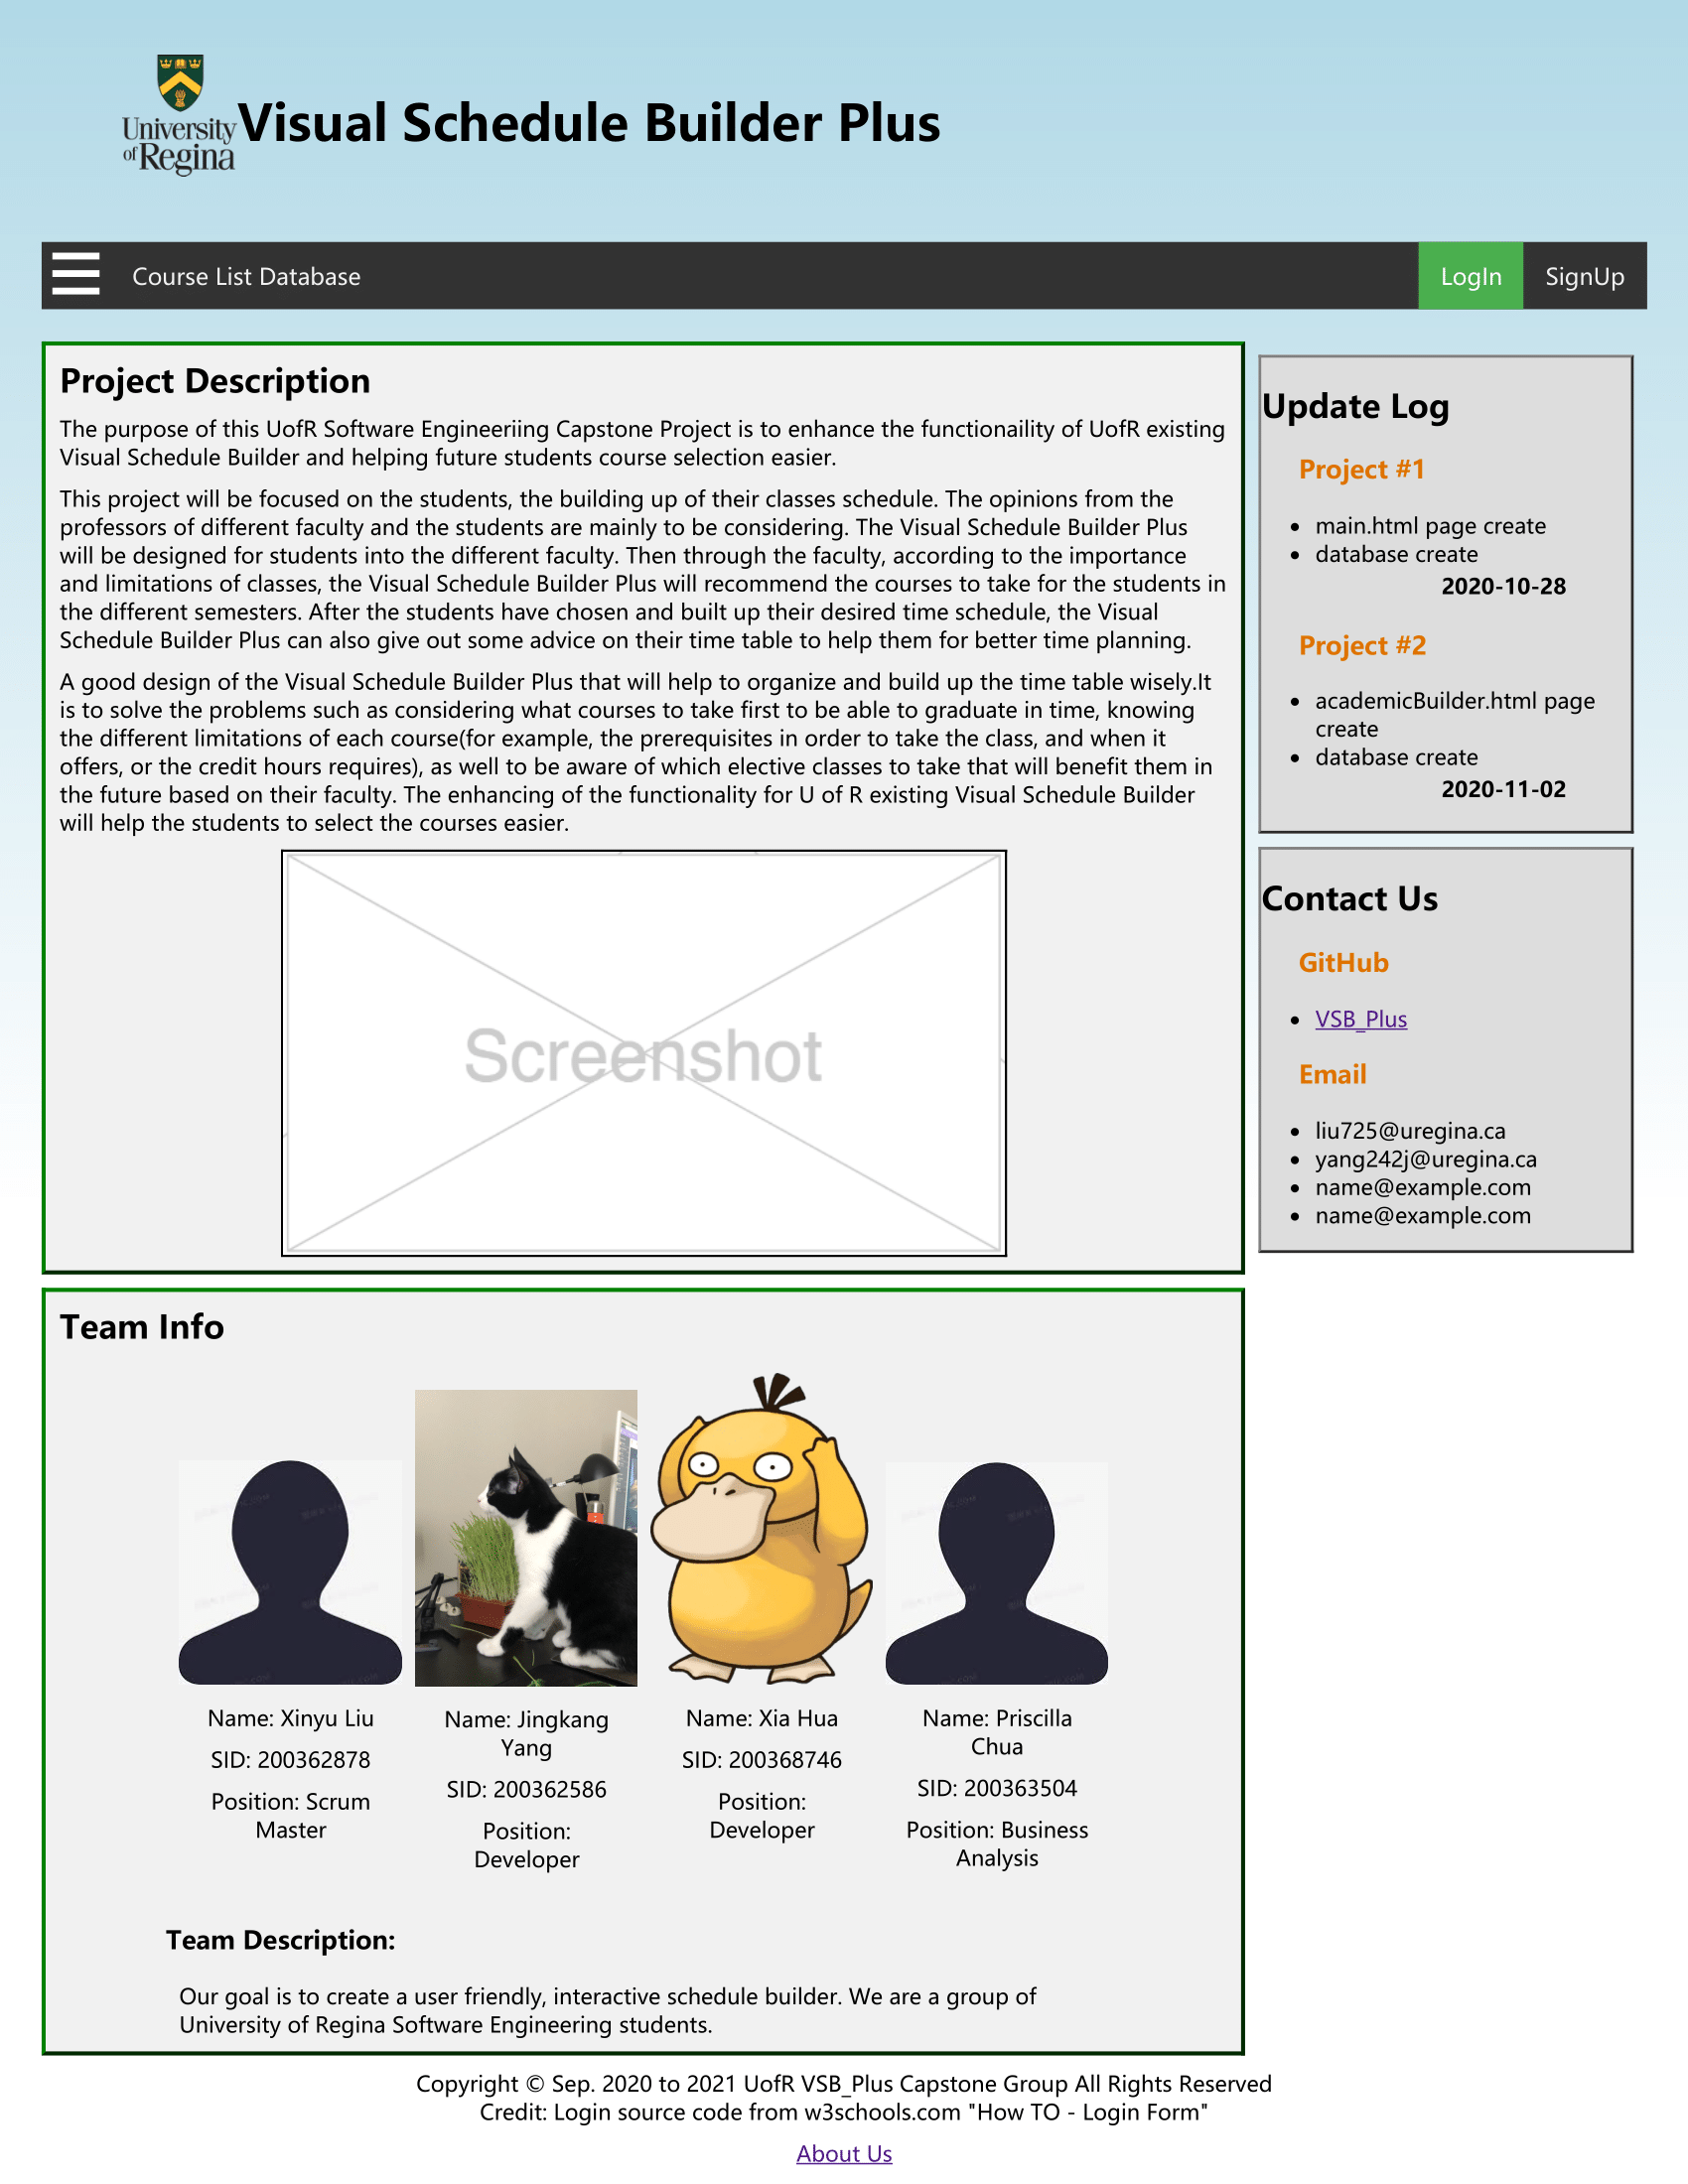 University
of Regina
Visual Schedule Builder Plus
Course List Database
LogIn
SignUp
Project Description
The purpose of this UofR Software Engineeriing Capstone Project is to enhance the functionaility of UofR existing
Visual Schedule Builder and helping future students course selection easier.
This project will be focused on the students, the building up of their classes schedule. The opinions from the
professors of different faculty and the students are mainly to be considering. The Visual Schedule Builder Plus
will be designed for students into the different faculty. Then through the faculty, according to the importance
and limitations of classes, the Visual Schedule Builder Plus will recommend the courses to take for the students in
the different semesters. After the students have chosen and built up their desired time schedule, the Visual
Schedule Builder Plus can also give out some advice on their time table to help them for better time planning.
A good design of the Visual Schedule Builder Plus that will help to organize and build up the time table wisely.It
is to solve the problems such as considering what courses to take first to be able to graduate in time, knowing
the different limitations of each course(for example, the prerequisites in order to take the class, and when it
offers, or the credit hours requires), as well to be aware of which elective classes to take that will benefit them in
the future based on their faculty. The enhancing of the functionality for U of R existing Visual Schedule Builder
will help the students to select the courses easier.
Screenshot
Update Log
Project #1
• main.html page create
• database create
2020-10-28
Project #2
• academicBuilder.html page
create
• database create
2020-11-02
Contact Us
GitHub
• VSB_Plus
Email
• liu725@uregina.ca
• yang242j@uregina.ca
• name@example.com
• name@example.com
Team Info
Name: Xinyu Liu
SID: 200362878
Position: Scrum
Master
Name: Jingkang
Yang
SID: 200362586
Position:
Developer
Name: Xia Hua
SID: 200368746
Position:
Developer
Name: Priscilla
Chua
SID: 200363504
Position: Business
Analysis
Team Description:
Our goal is to create a user friendly, interactive schedule builder. We are a group of
University of Regina Software Engineering students.
Copyright © Sep. 2020 to 2021 UofR VSB_Plus Capstone Group All Rights Reserved
Credit: Login source code from w3schools.com "How TO - Login Form"
About Us